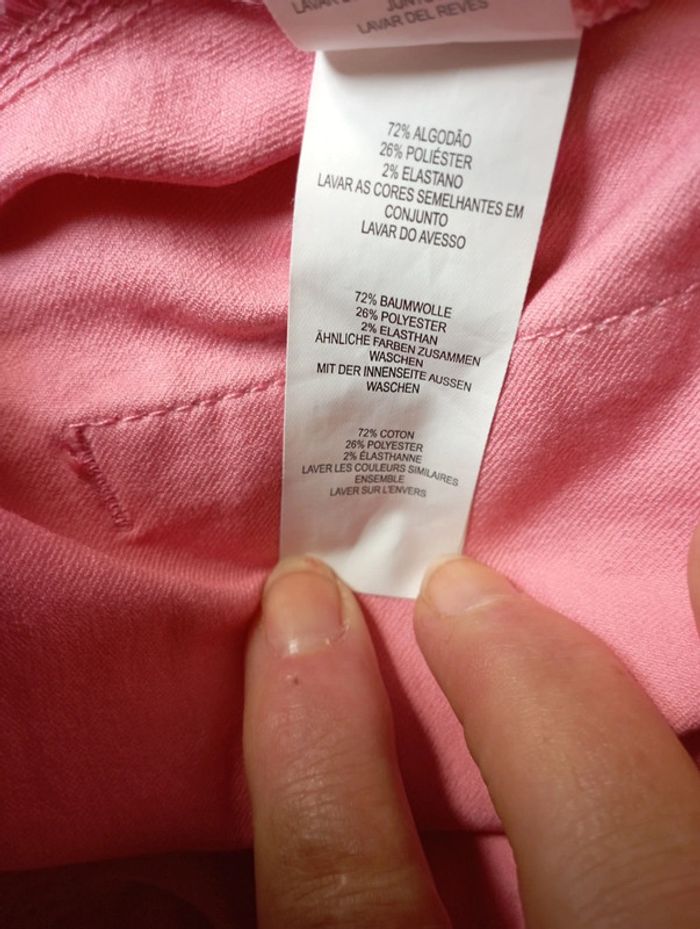 JUNTOS
LAVAR DEL REVÉS
72% ALGODÃO
26% POLIÉSTER
2% ELASTANO
LAVAR AS CORES SEMELHANTES EM
CONJUNTO
LAVAR DO AVESSO
72% BAUMWOLLE
26% POLYESTER
2% ELASTHAN
ÄHNLICHE FARBEN ZUSAMMEN
WASCHEN
MIT DER INNENSEITE AUSSEN
WASCHEN
72% COTON
26% POLYESTER
2% ÉLASTHANNE
LAVER LES COULEURS SIMILAIRES
ENSEMBLE
LAVER SUR L'ENVERS